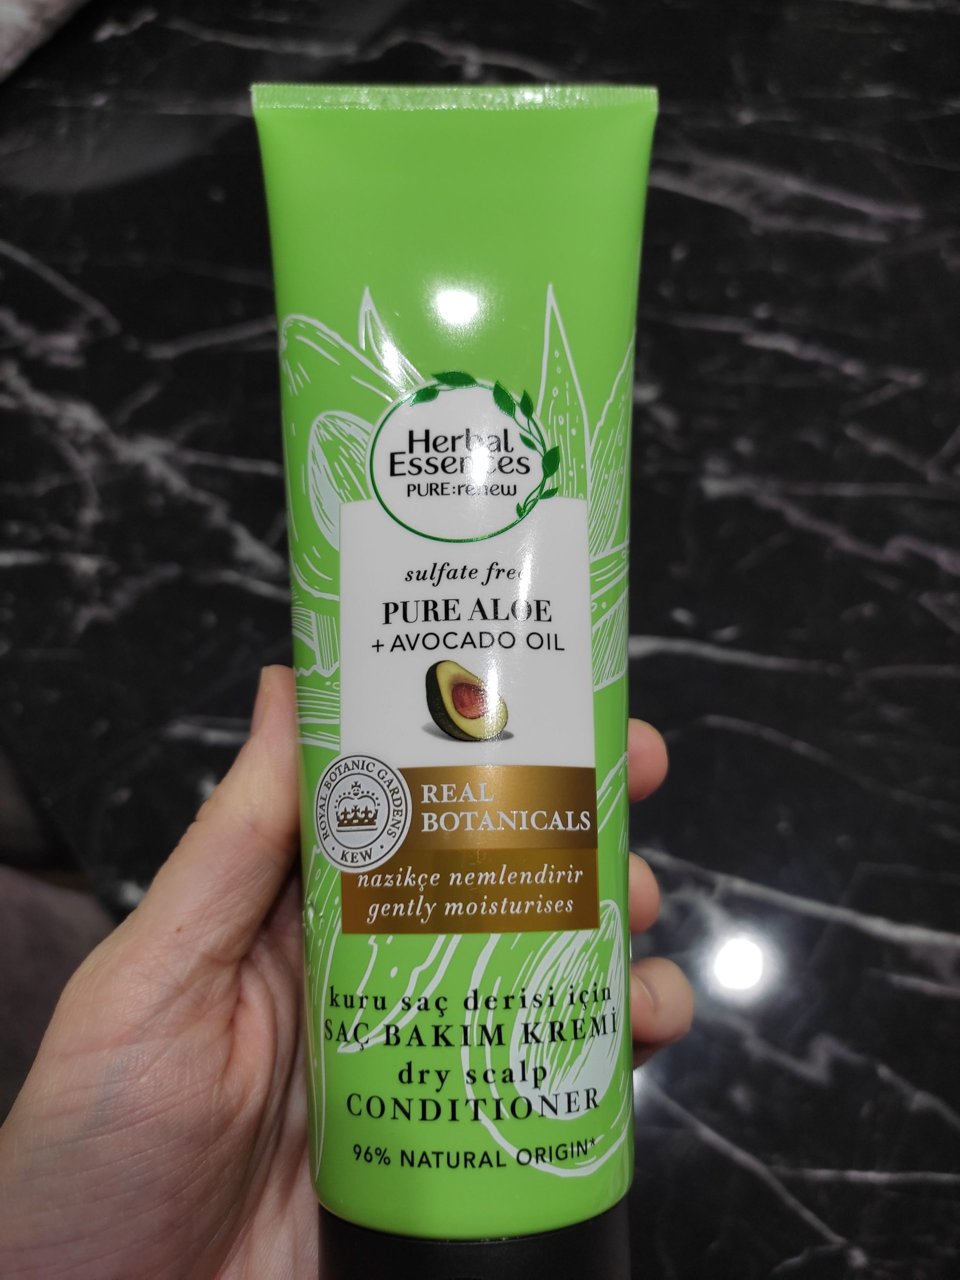 Herbal
Essences
PURE:renew
sulfate free
PURE ALOE
+ AVOCADO OIL
ROYAL BOTANIC GARDENS
KEW
REAL
BOTANICALS
nazikçe nemlendirir
gently moisturises
kuru saç derisi için
SAÇ BAKIM KREMİ
dry scalp
CONDITIONER
96% NATURAL ORIGIN*